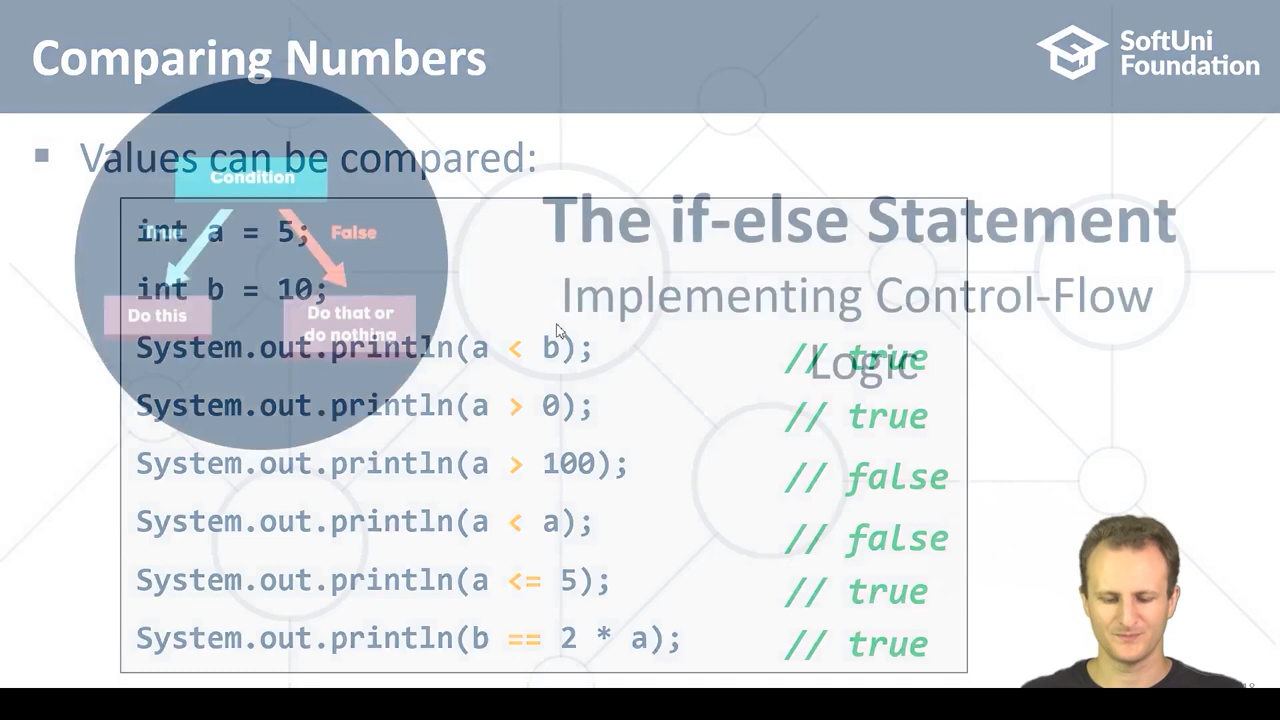 Comparing Numbers
SoftUni
Foundation
▪ Values can be compared:
int a = 5;
int b = 10;
System.out.println(a < b); // true
System.out.println(a > 0); // true
System.out.println(a > 100); // false
System.out.println(a < a); // false
System.out.println(a <= 5); // true
System.out.println(b == 2 * a); // true
Condition
True
False
Do this
Do that or
do nothing
The if-else Statement
Implementing Control-Flow
Logic